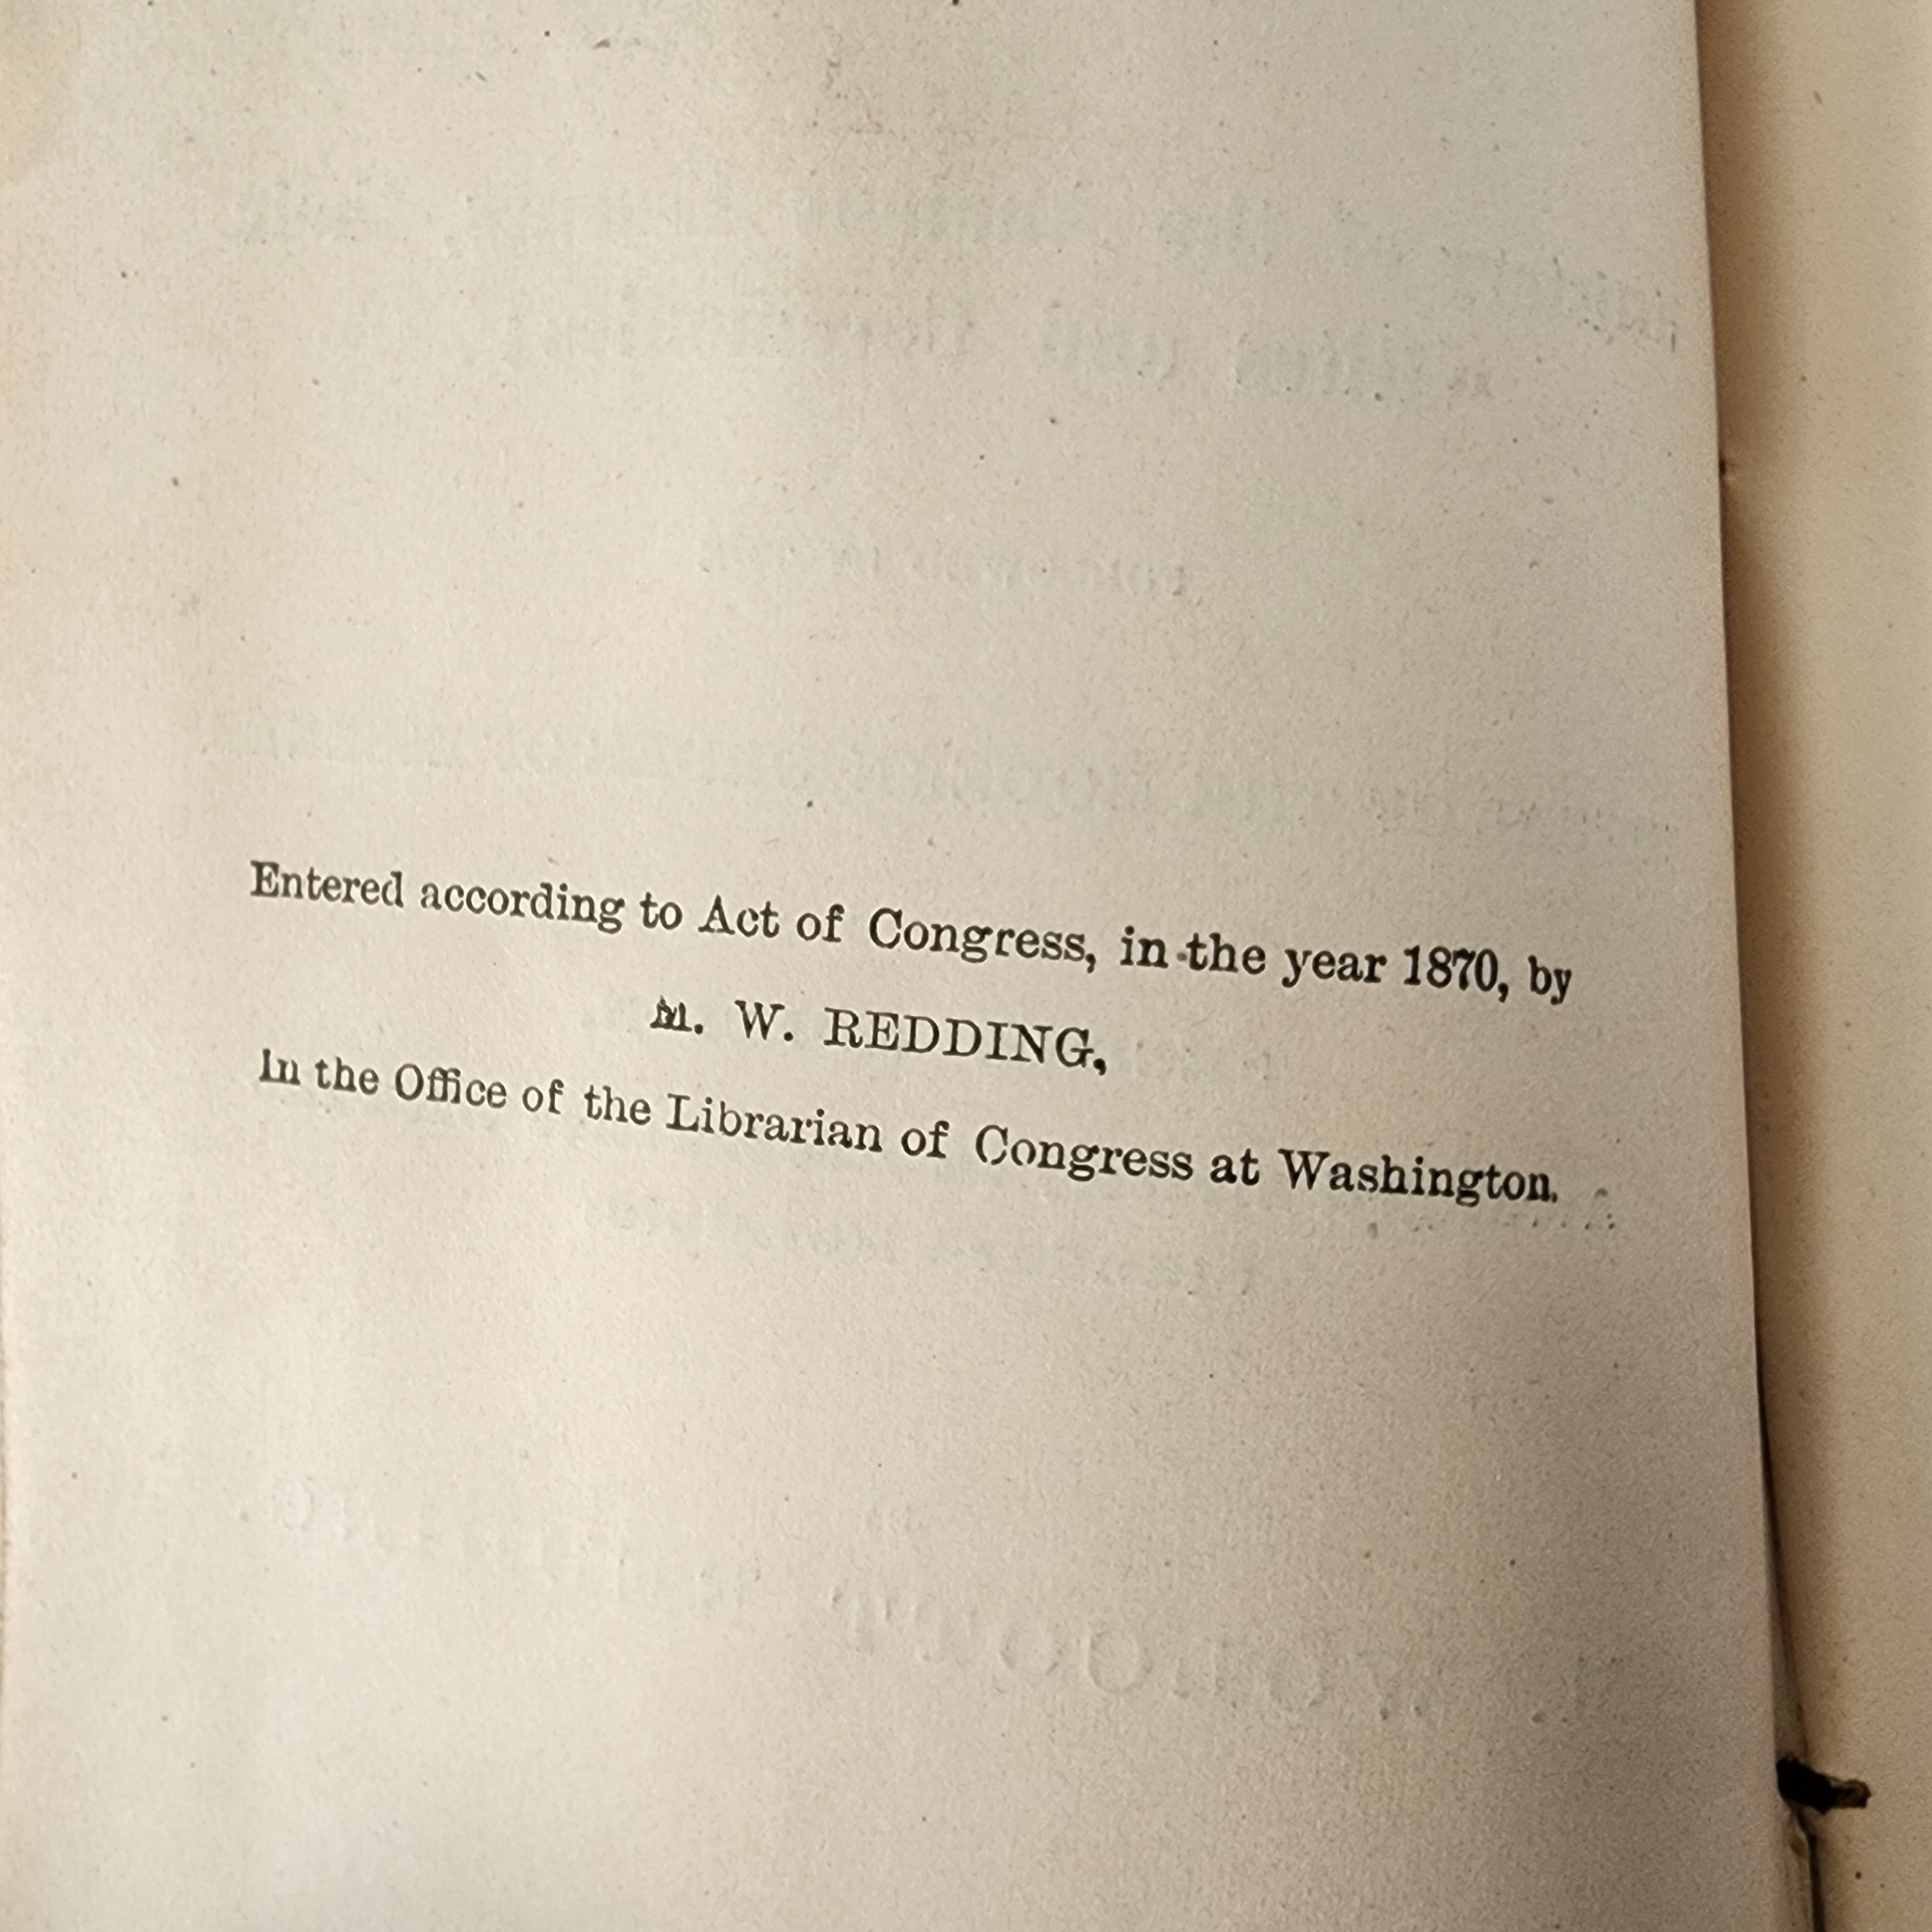 Entered according to Act of Congress, in the year 1870, by
M. W. REDDING,
In the Office of the Librarian of Congress at Washington.